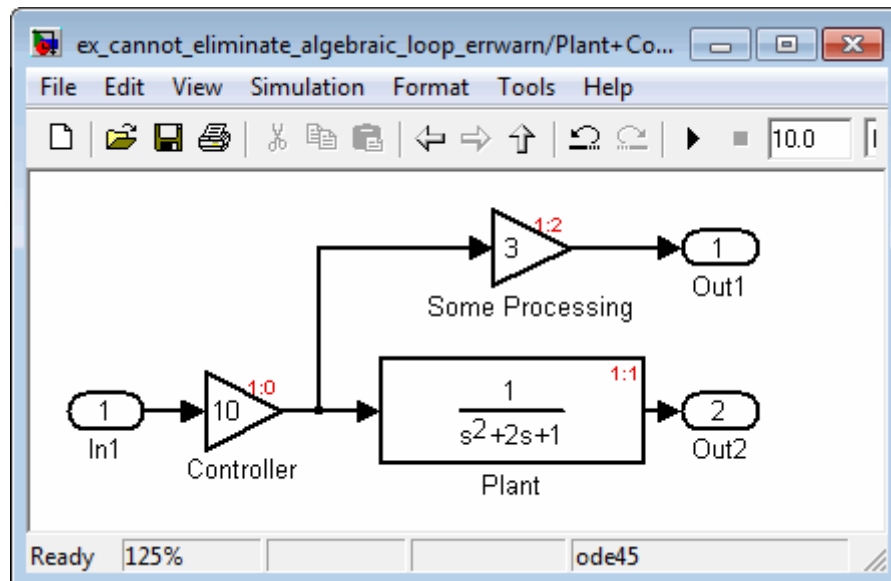 ex_cannot_eliminate_algebraic_loop_errwarn/Plant+Co...
File Edit View Simulation Format Tools Help
10.0
1:2
3
1
Out1
Some Processing
1:0
1:1
1
10
1
s²+2s+1
2
In1
Controller
Plant
Out2
Ready 125% ode45